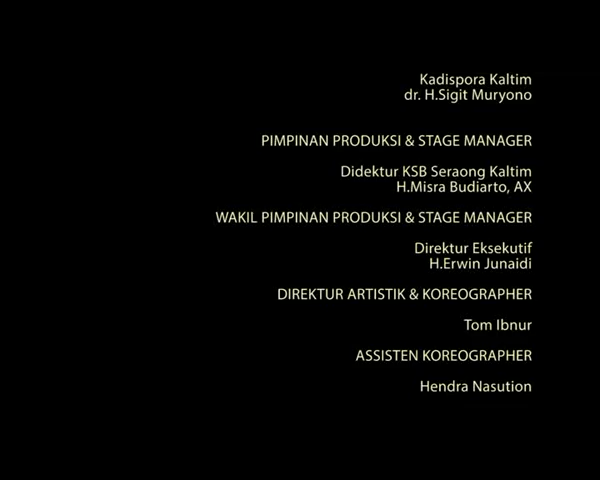 Kadispora Kaltim
dr. H.Sigit Muryono
PIMPINAN PRODUKSI & STAGE MANAGER
Didektur KSB Seraong Kaltim
H.Misra Budiarto, AX
WAKIL PIMPINAN PRODUKSI & STAGE MANAGER
Direktur Eksekutif
H.Erwin Junaidi
DIREKTUR ARTISTIK & KOREOGRAPHER
Tom Ibnur
ASSISTEN KOREOGRAPHER
Hendra Nasution